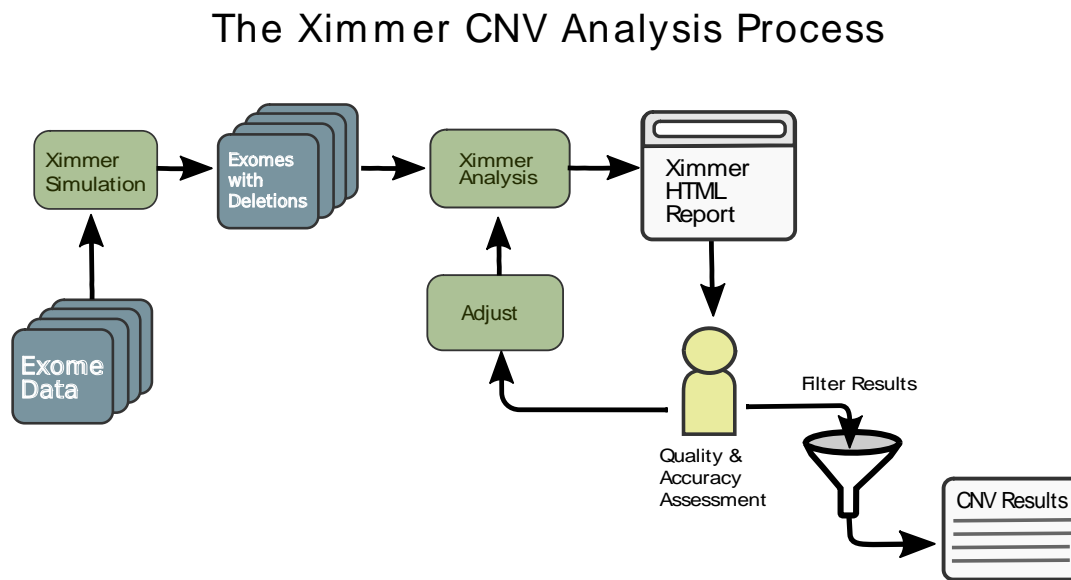 The Ximmer CNV Analysis Process
Ximmer
Simulation
Exomes
with
Deletions
Ximmer
Analysis
Ximmer
HTML
Report
Exome
Data
Adjust
Filter Results
Quality &
Accuracy
Assessment
CNV Results